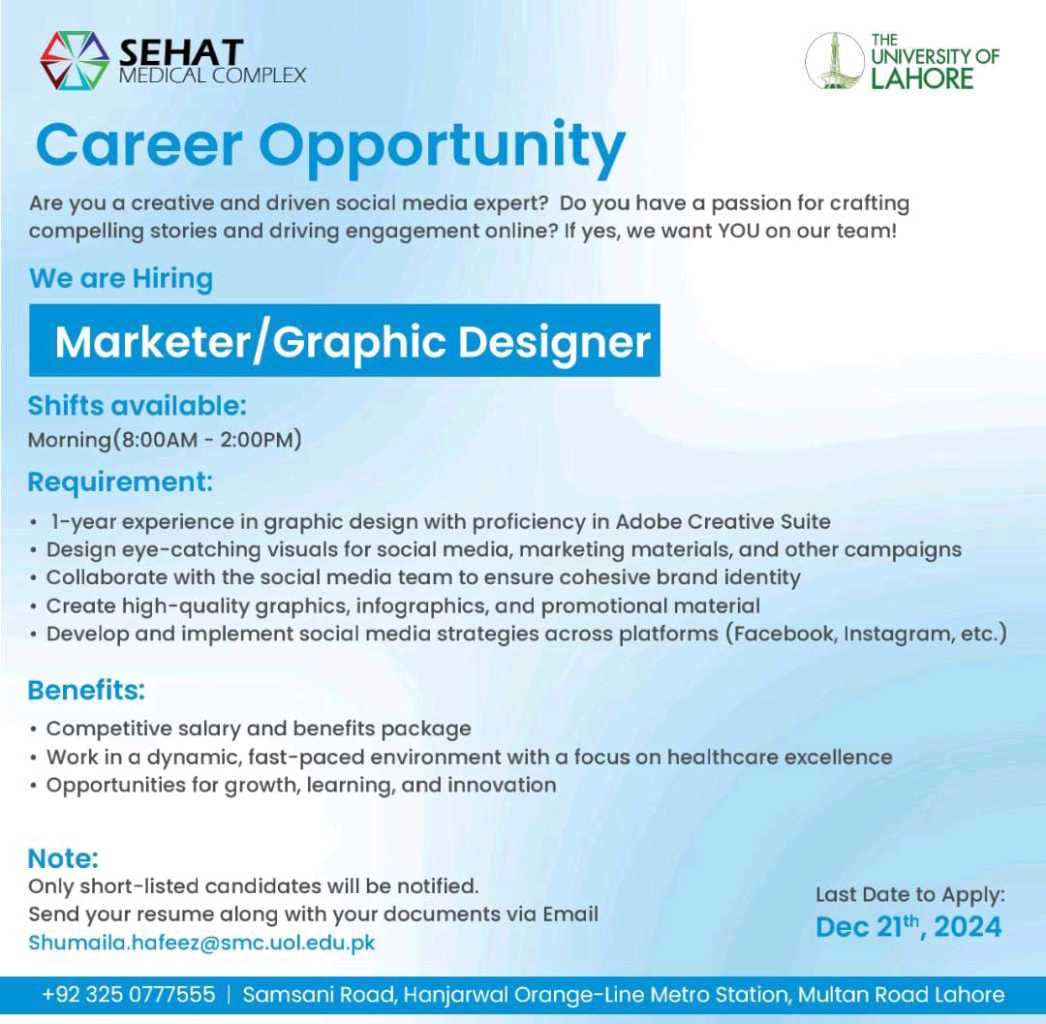 SEHAT
MEDICAL COMPLEX
THE
UNIVERSITY OF
LAHORE
Career Opportunity
Are you a creative and driven social media expert?  Do you have a passion for crafting
compelling stories and driving engagement online? If yes, we want YOU on our team!
We are Hiring
Marketer/Graphic Designer
Shifts available:
Morning(8:00AM - 2:00PM)
Requirement:
• 1-year experience in graphic design with proficiency in Adobe Creative Suite
• Design eye-catching visuals for social media, marketing materials, and other campaigns
• Collaborate with the social media team to ensure cohesive brand identity
• Create high-quality graphics, infographics, and promotional material
• Develop and implement social media strategies across platforms (Facebook, Instagram, etc.)
Benefits:
• Competitive salary and benefits package
• Work in a dynamic, fast-paced environment with a focus on healthcare excellence
• Opportunities for growth, learning, and innovation
Note:
Only short-listed candidates will be notified.
Send your resume along with your documents via Email
Shumaila.hafeez@smc.uol.edu.pk
Last Date to Apply:
Dec 21th, 2024
+92 325 0777555 | Samsani Road, Hanjarwal Orange-Line Metro Station, Multan Road Lahore